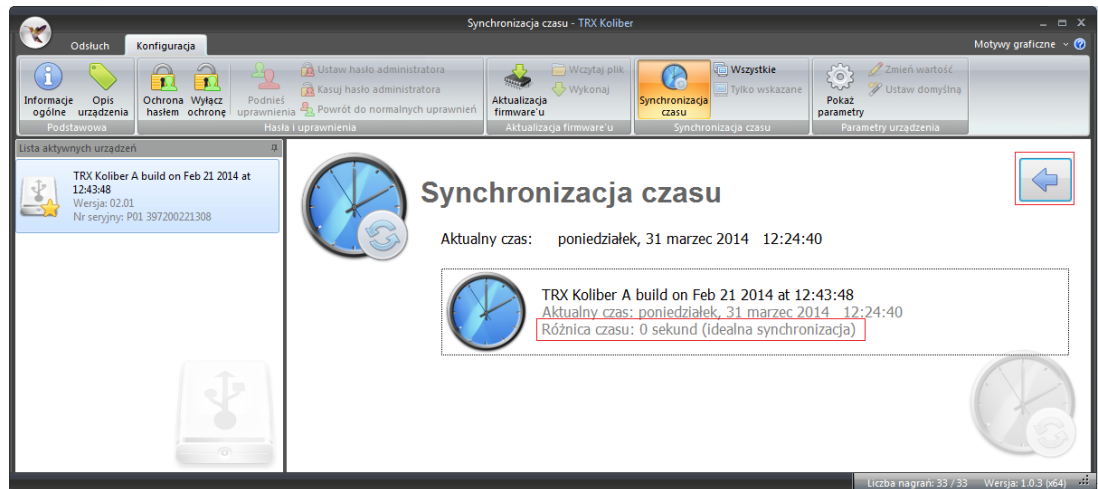 Synchronizacja czasu - TRX Koliber
Odsłuch
Konfiguracja
Motywy graficzne
Informacje ogólne
Opis urządzenia
Podstawowa
Ochrona hasłem
Wyłącz ochronę
Podnieś uprawnienia
Ustaw hasło administratora
Kasuj hasło administratora
Powrót do normalnych uprawnień
Hasła i uprawnienia
Aktualizacja firmware'u
Wczytaj plik
Wykonaj
Aktualizacja firmware'u
Synchronizacja czasu
Wszystkie
Tylko wskazane
Synchronizacja czasu
Pokaż parametry
Zmień wartość
Ustaw domyślną
Parametry urządzenia
Lista aktywnych urządzeń
TRX Koliber A build on Feb 21 2014 at
12:43:48
Wersja: 02.01
Nr seryjny: P01 397200221308
Synchronizacja czasu
Aktualny czas: poniedziałek, 31 marzec 2014 12:24:40
TRX Koliber A build on Feb 21 2014 at 12:43:48
Aktualny czas: poniedziałek, 31 marzec 2014 12:24:40
Różnica czasu: 0 sekund (idealna synchronizacja)
Liczba nagrań: 33 / 33 Wersja: 1.0.3 (x64)